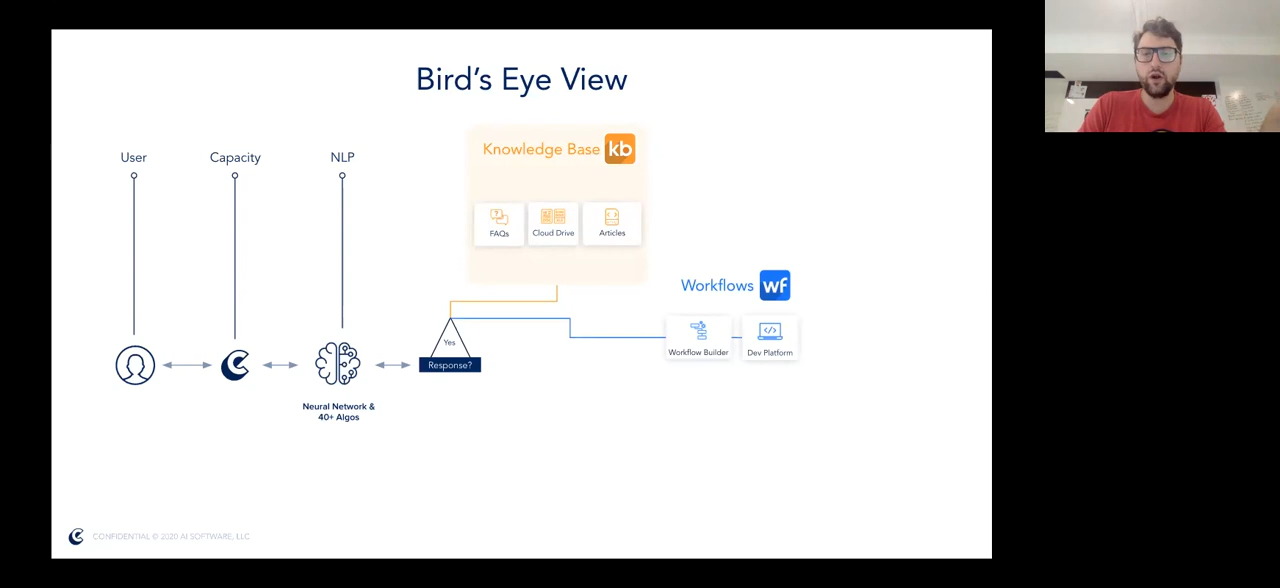 Bird's Eye View
User
Capacity
NLP
Knowledge Base kb
FAQs
Cloud Drive
Articles
Workflows wf
Workflow Builder
Dev Platform
Yes
Response?
Neural Network &
40+ Algos
CONFIDENTIAL © 2020 AI SOFTWARE, LLC